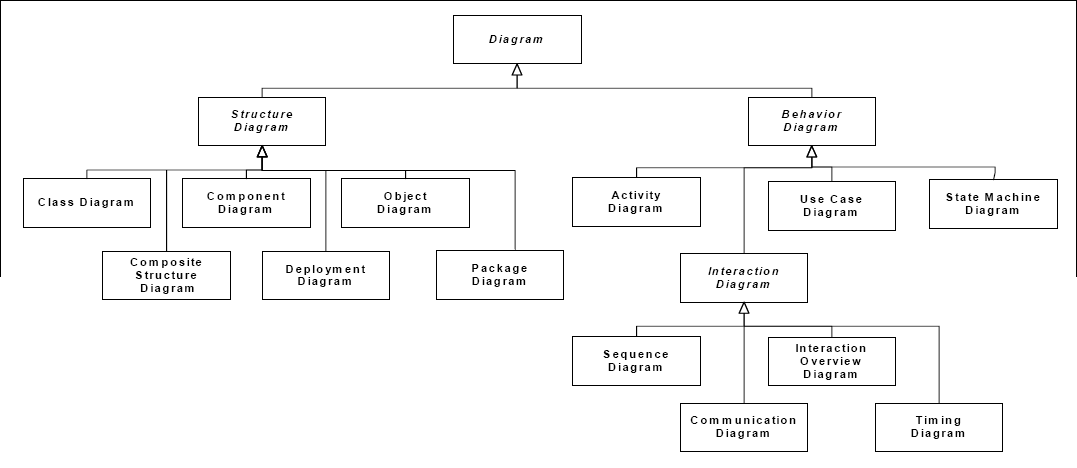 Diagram
Structure
Diagram
Behavior
Diagram
Class Diagram
Component
Diagram
Object
Diagram
Activity
Diagram
Use Case
Diagram
State Machine
Diagram
Composite
Structure
Diagram
Deployment
Diagram
Package
Diagram
Interaction
Diagram
Sequence
Diagram
Interaction
Overview
Diagram
Communication
Diagram
Timing
Diagram